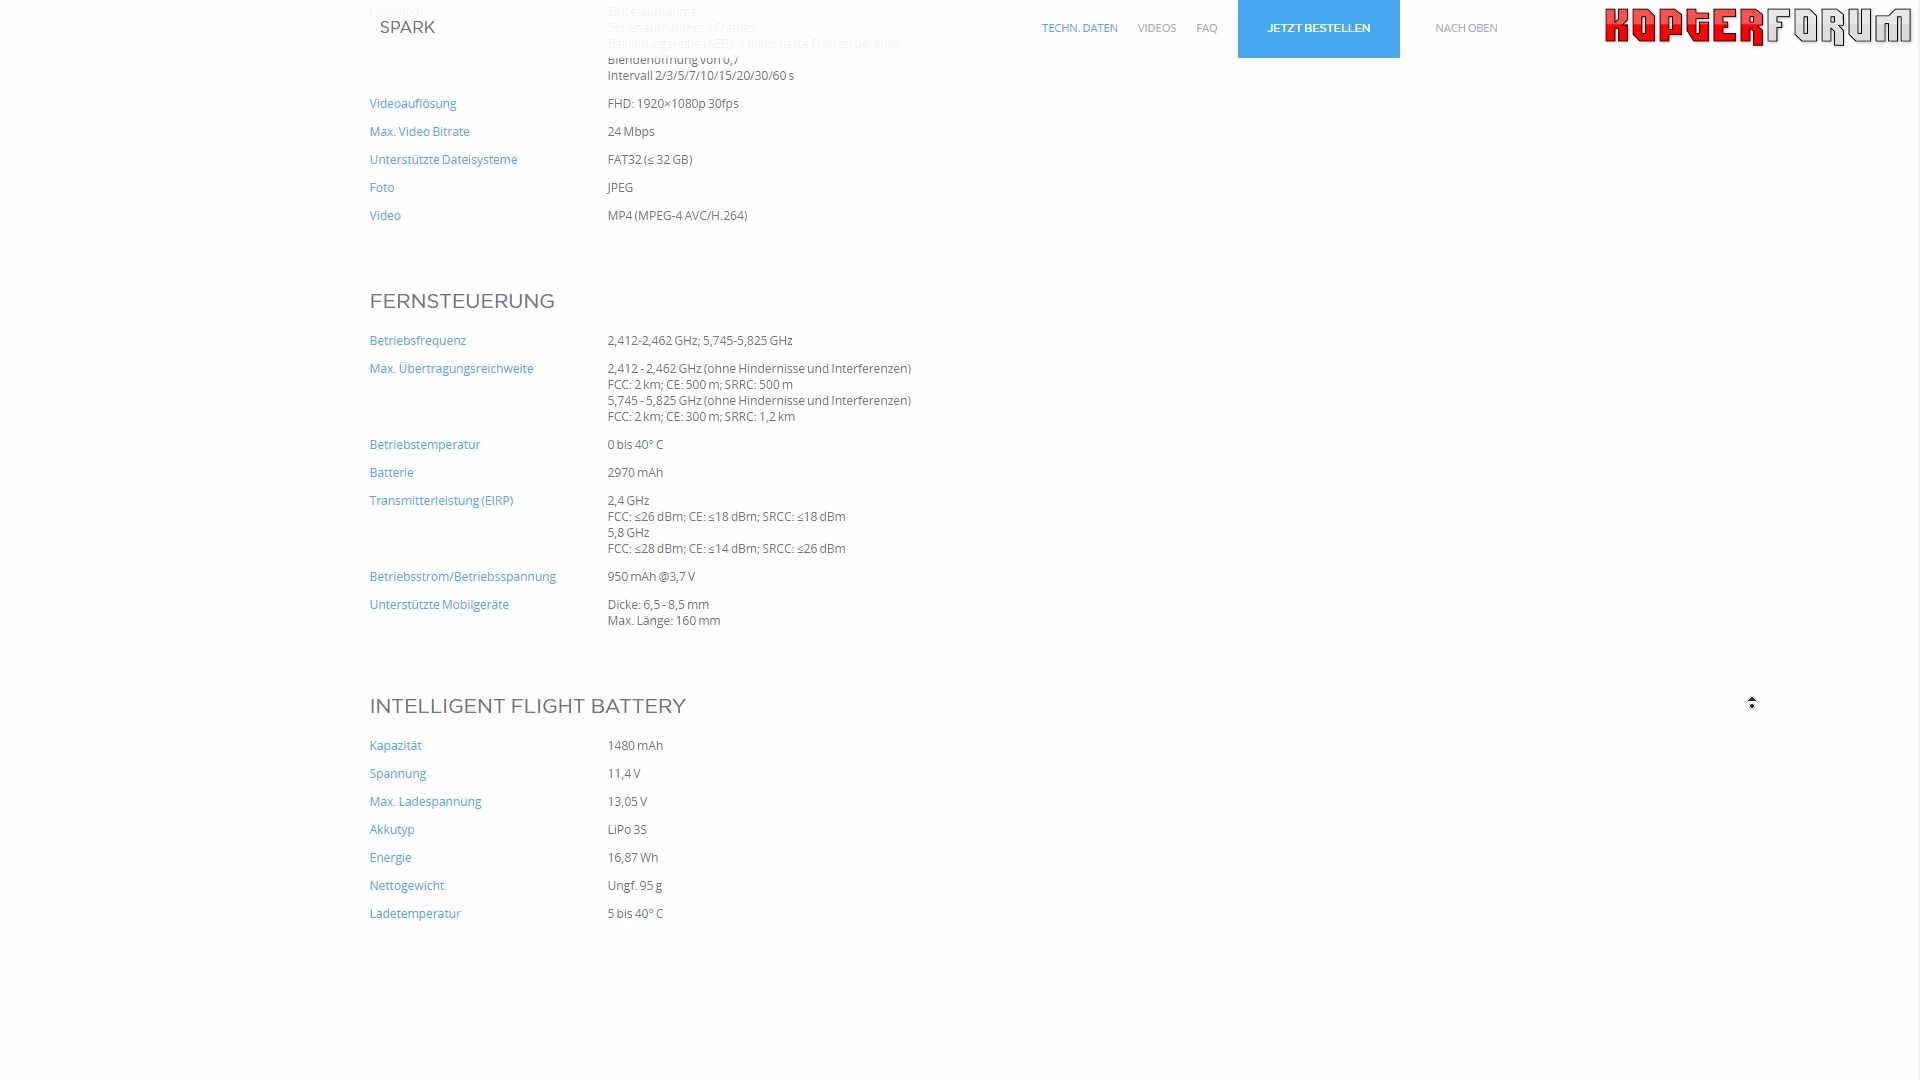 SPARK
TECHN. DATEN
VIDEOS
FAQ
JETZT BESTELLEN
NACH OBEN
KOPTERFORUM
Einzelaufnahme
Serienaufnahme: 3 Frames
Belichtungsreihe (AEB): 3 fokussierte Frames bei einer
Blendenöffnung von 0,7
Intervall 2/3/5/7/10/15/20/30/60 s
Videoauflösung FHD: 1920×1080p 30fps
Max. Video Bitrate 24 Mbps
Unterstützte Dateisysteme FAT32 (≤ 32 GB)
Foto JPEG
Video MP4 (MPEG-4 AVC/H.264)
FERNSTEUERUNG
Betriebsfrequenz 2,412-2,462 GHz; 5,745-5,825 GHz
Max. Übertragungsreichweite 2,412 - 2,462 GHz (ohne Hindernisse und Interferenzen)
FCC: 2 km; CE: 500 m; SRRC: 500 m
5,745 - 5,825 GHz (ohne Hindernisse und Interferenzen)
FCC: 2 km; CE: 300 m; SRRC: 1,2 km
Betriebstemperatur 0 bis 40° C
Batterie 2970 mAh
Transmitterleistung (EIRP) 2,4 GHz
FCC: ≤26 dBm; CE: ≤18 dBm; SRCC: ≤18 dBm
5,8 GHz
FCC: ≤28 dBm; CE: ≤14 dBm; SRCC: ≤26 dBm
Betriebsstrom/Betriebsspannung 950 mAh @3,7 V
Unterstützte Mobilgeräte Dicke: 6,5 - 8,5 mm
Max. Länge: 160 mm
INTELLIGENT FLIGHT BATTERY
Kapazität 1480 mAh
Spannung 11,4 V
Max. Ladespannung 13,05 V
Akkutyp LiPo 3S
Energie 16,87 Wh
Nettogewicht Ungf. 95 g
Ladetemperatur 5 bis 40° C